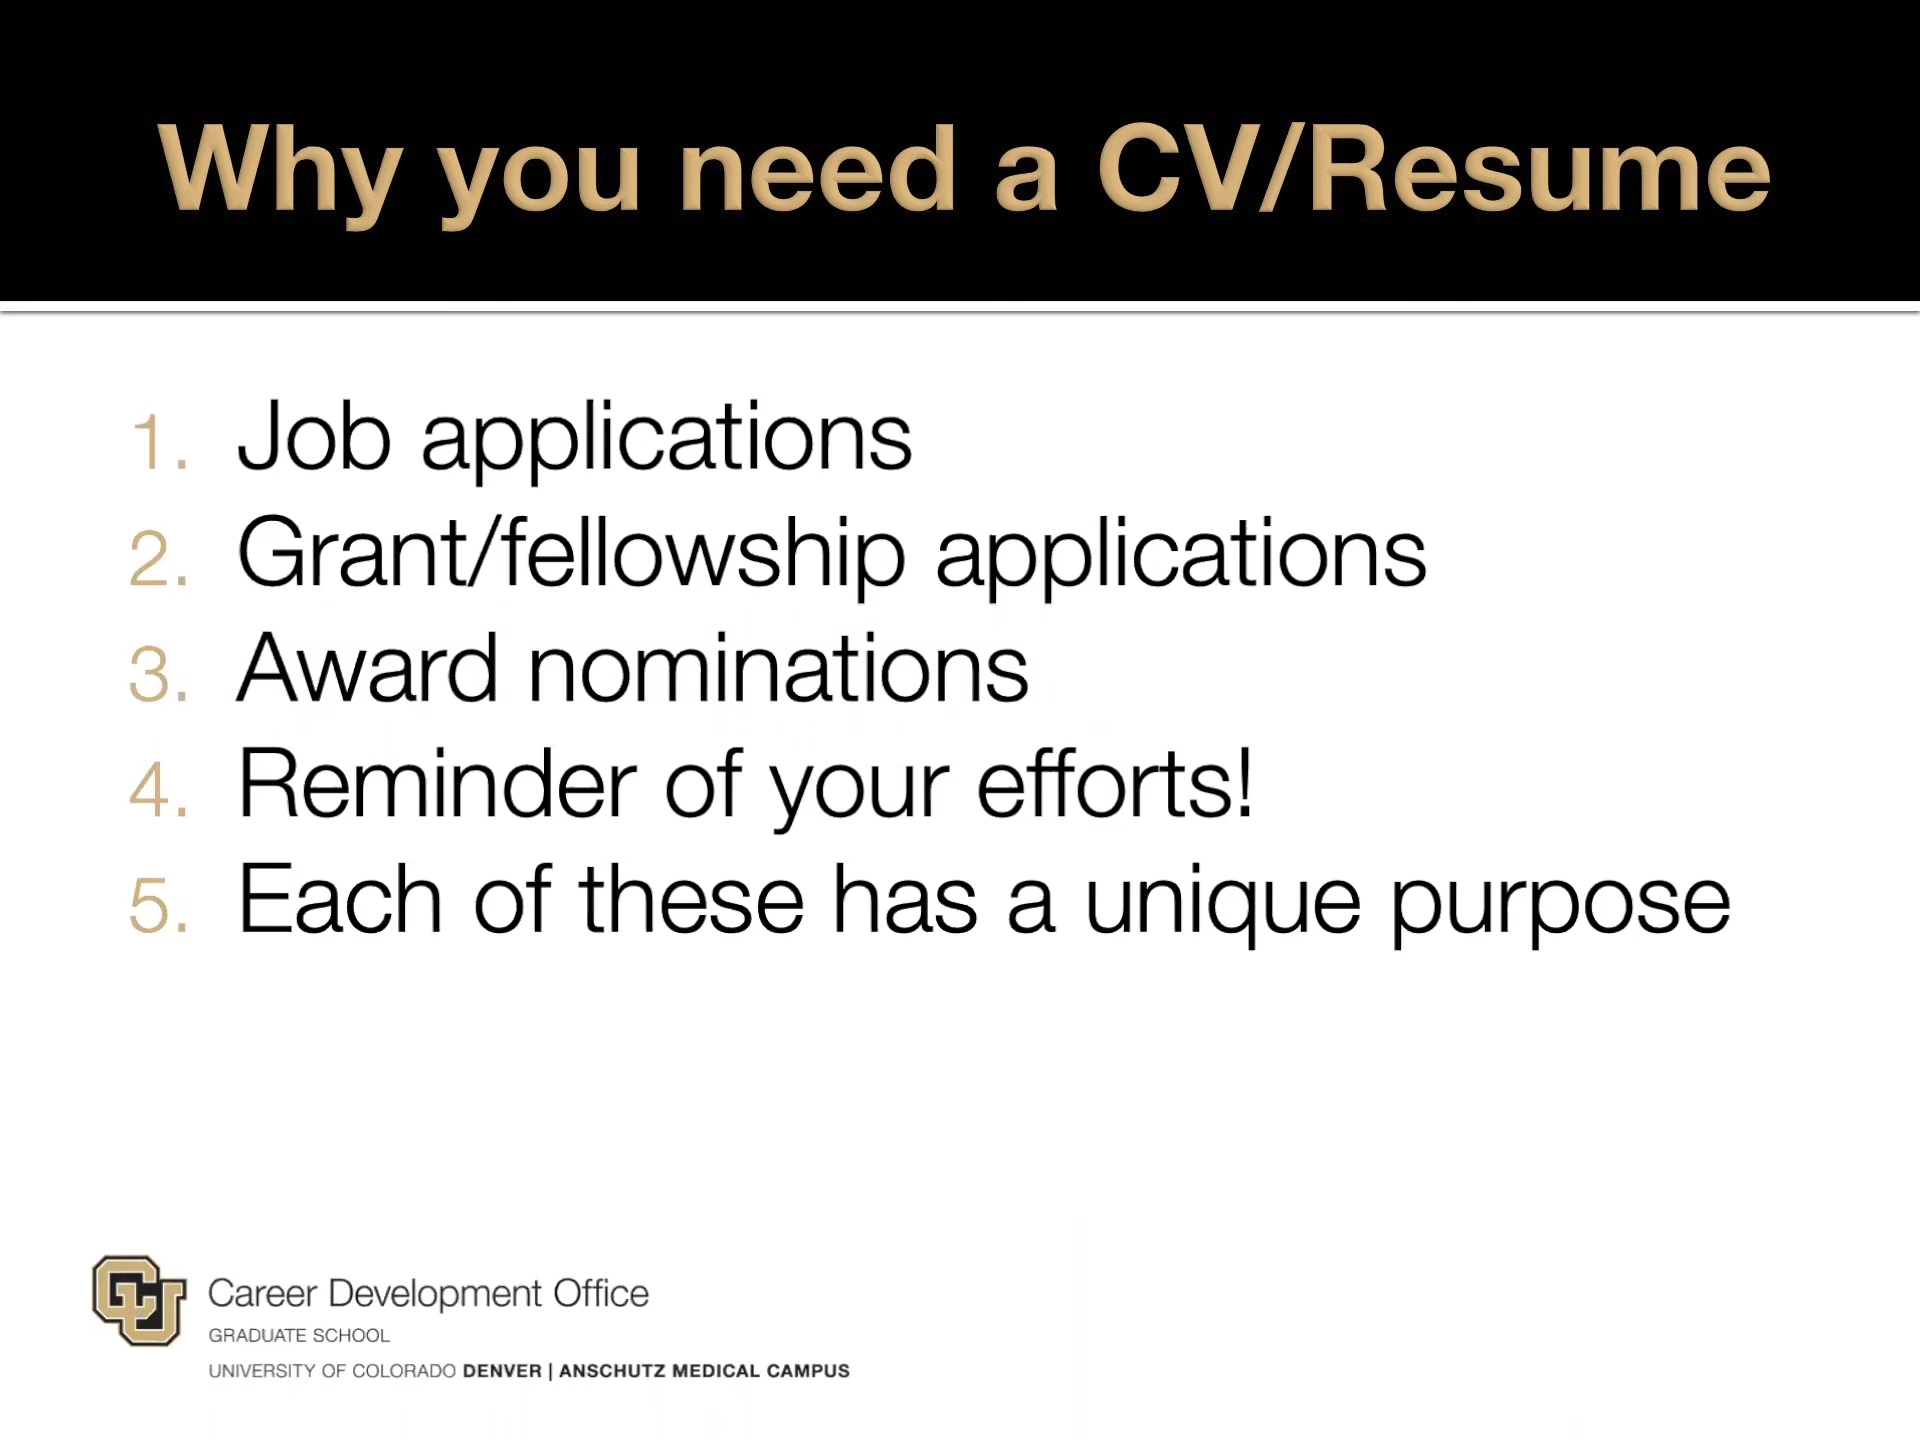 Why you need a CV/Resume
1. Job applications
2. Grant/fellowship applications
3. Award nominations
4. Reminder of your efforts!
5. Each of these has a unique purpose
CU
Career Development Office
GRADUATE SCHOOL
UNIVERSITY OF COLORADO DENVER | ANSCHUTZ MEDICAL CAMPUS